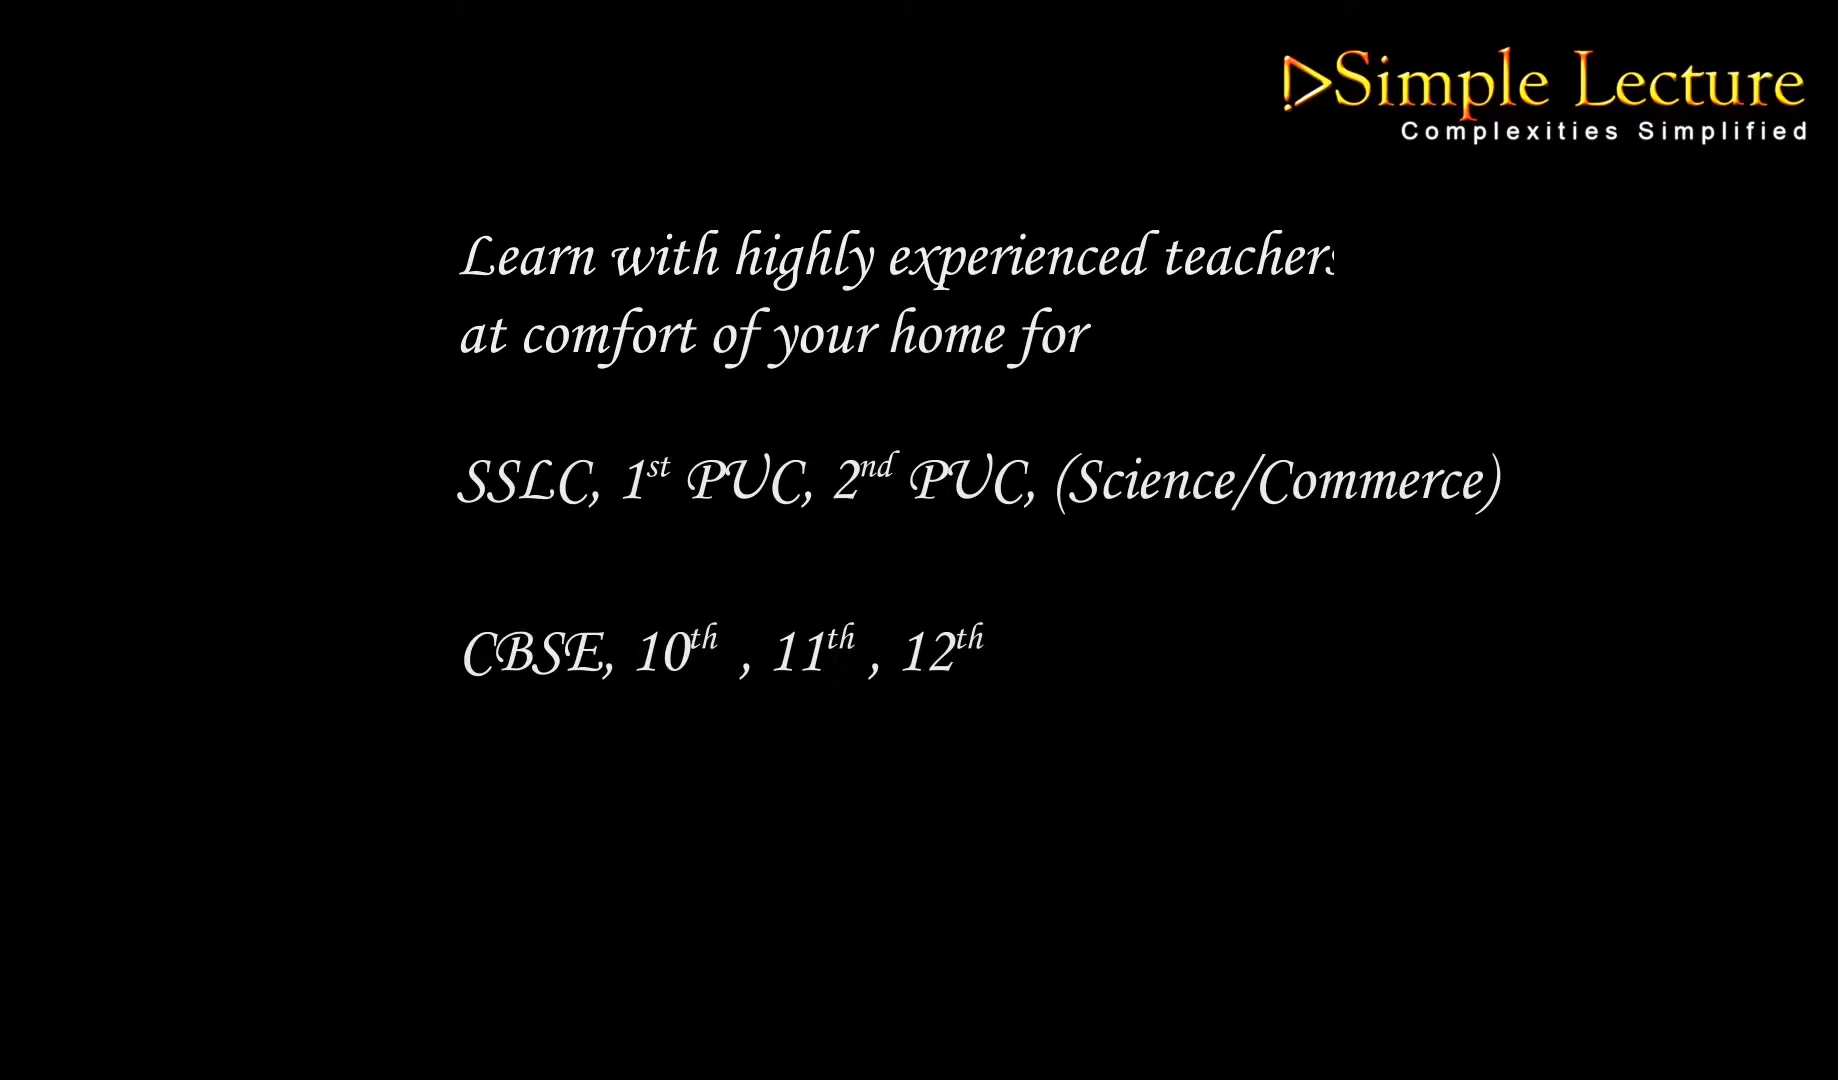 Simple Lecture
Complexities Simplified
Learn with highly experienced teachers
at comfort of your home for
SSLC, 1st PUC, 2nd PUC, (Science/Commerce)
CBSE, 10th , 11th , 12th